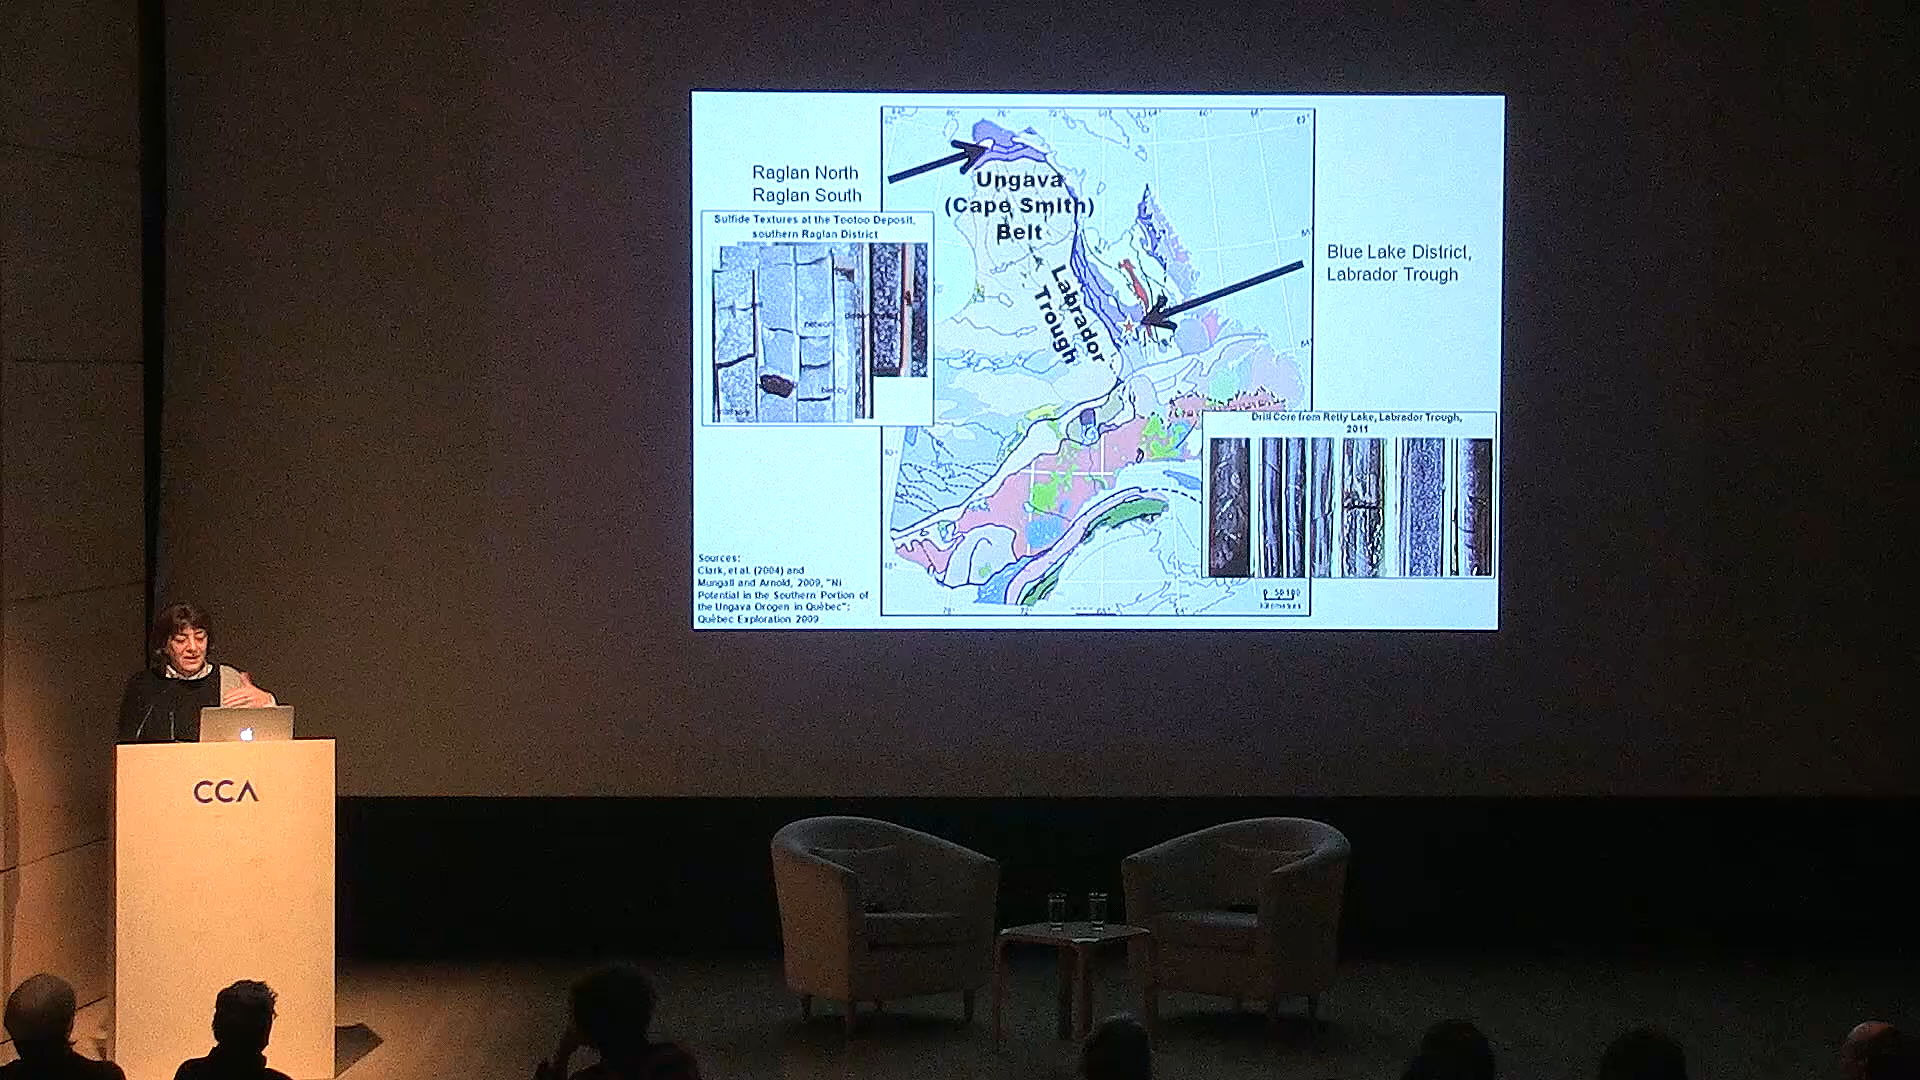 Raglan North
Raglan South
Sulfide Textures at the Tootoo Deposit,
southern Raglan District
Ungava
(Cape Smith)
Belt
Labrador
Trough
Blue Lake District,
Labrador Trough
Drill Core from Retty Lake, Labrador Trough,
2011
Sources:
Clark, et al. (2004) and
Mungall and Arnold, 2009, "Ni
Potential in the Southern Portion of
the Ungava Orogen in Québec";
Québec Exploration 2009
CCA